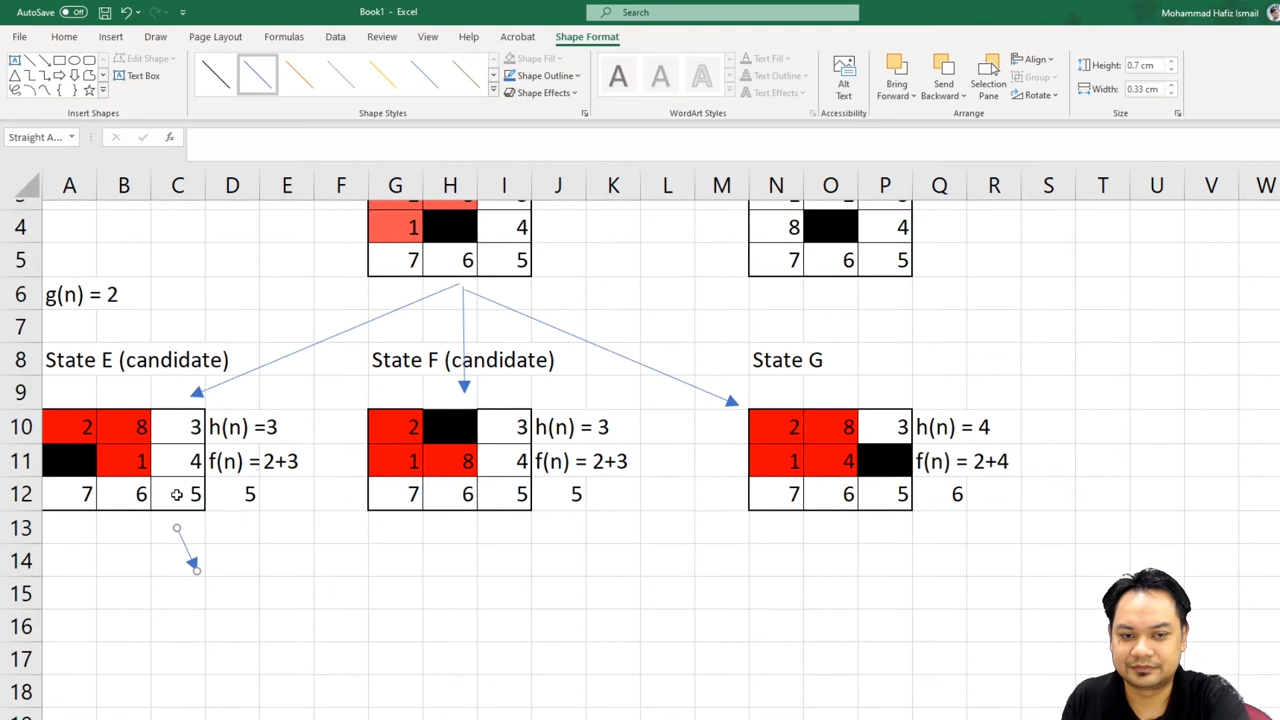 AutoSave Off
Book1 - Excel
Search
Mohammad Hafiz Ismail
File Home Insert Draw Page Layout Formulas Data Review View Help Acrobat Shape Format
Edit Shape
Text Box
Insert Shapes
Shape Fill
Shape Outline
Shape Effects
Shape Styles
A A A
Text Fill
Text Outline
Text Effects
WordArt Styles
Alt Text
Accessibility
Bring Forward
Send Backward
Selection Pane
Align
Group
Rotate
Arrange
Height: 0.7 cm
Width: 0.33 cm
Size
Straight A...
fx
A B C D E F G H I J K L M N O P Q R S T U V W
4 1 4 8 4
5 7 6 5 7 6 5
6 g(n) = 2
7
8 State E (candidate) State F (candidate) State G
9
10 2 8 3 h(n) =3 2 3 h(n) = 3 2 8 3 h(n) = 4
11 1 4 f(n) =2+3 1 8 4 f(n) = 2+3 1 4 f(n) = 2+4
12 7 6 5 5 7 6 5 5 7 6 5 6
13
14
15
16
17
18